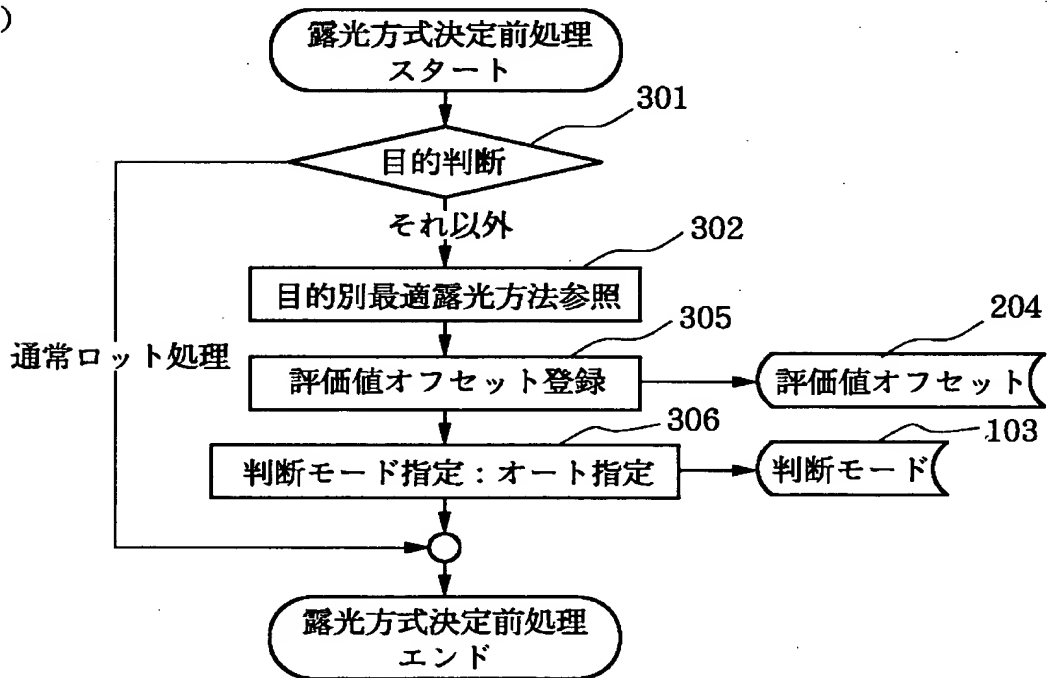 )
露光方式決定前処理
スタート
301
目的判断
それ以外
302
目的別最適露光方法参照
305
204
通常ロット処理
評価値オフセット登録
評価値オフセット
306
103
判断モード指定：オート指定
判断モード
露光方式決定前処理
エンド